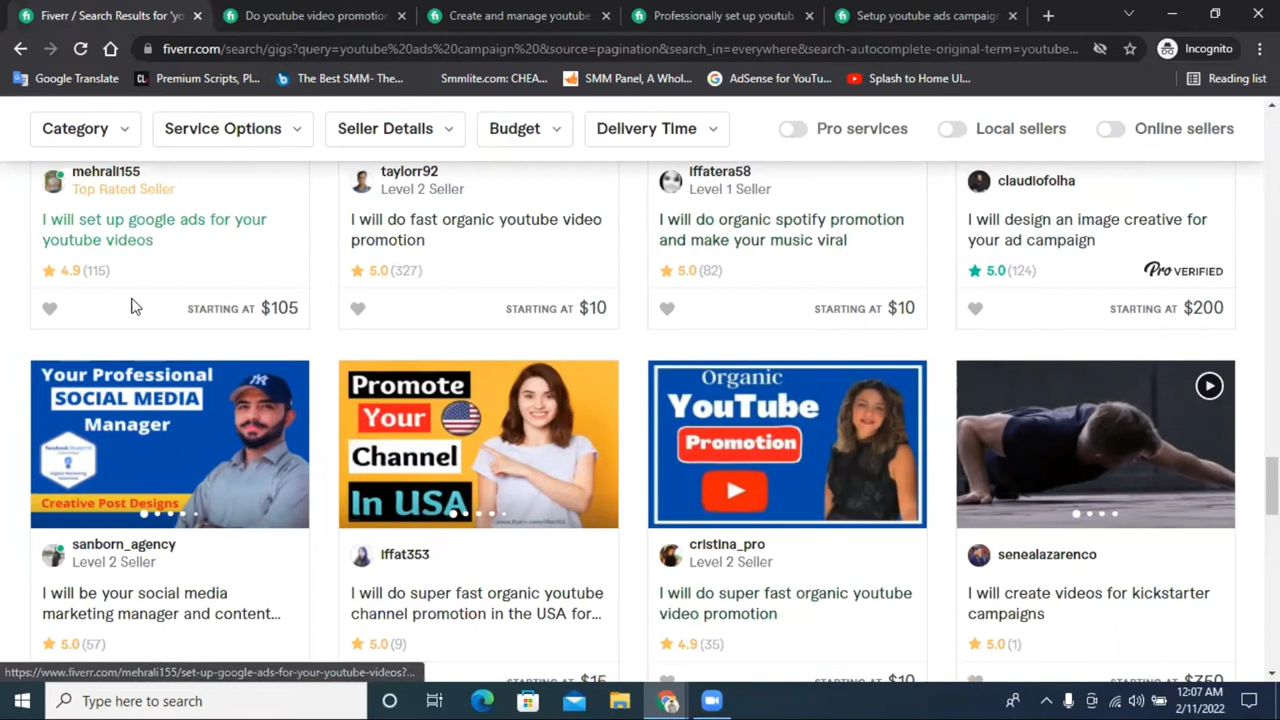 Fiverr / Search Results for 'yo
Do youtube video promotion
Create and manage youtube
Professionally set up youtub
Setup youtube ads campaign
fiverr.com/search/gigs?query=youtube%20ads%20campaign%20&source=pagination&search_in=everywhere&search-autocomplete-original-term=youtube...
Incognito
Google Translate
Premium Scripts, Pl...
The Best SMM- The...
Smmlite.com: CHEA...
SMM Panel, A Whol...
AdSense for YouTu...
Splash to Home UI...
Reading list
Category
Service Options
Seller Details
Budget
Delivery Time
Pro services
Local sellers
Online sellers
mehrali155
Top Rated Seller
I will set up google ads for your
youtube videos
4.9 (115)
STARTING AT $105
taylorr92
Level 2 Seller
I will do fast organic youtube video
promotion
5.0 (327)
STARTING AT $10
iffatera58
Level 1 Seller
I will do organic spotify promotion
and make your music viral
5.0 (82)
STARTING AT $10
claudiofolha
I will design an image creative for
your ad campaign
5.0 (124)
Pro VERIFIED
STARTING AT $200
Your Professional
SOCIAL MEDIA
Manager
Creative Post Designs
sanborn_agency
Level 2 Seller
I will be your social media
marketing manager and content...
5.0 (57)
Promote
Your
Channel
In USA
iffat353
I will do super fast organic youtube
channel promotion in the USA for...
5.0 (9)
$15
Organic
YouTube
Promotion
cristina_pro
Level 2 Seller
I will do super fast organic youtube
video promotion
4.9 (35)
$10
senealazarenco
I will create videos for kickstarter
campaigns
5.0 (1)
$350
https://www.fiverr.com/mehrali155/set-up-google-ads-for-your-youtube-videos?...
Type here to search
12:07 AM
2/11/2022